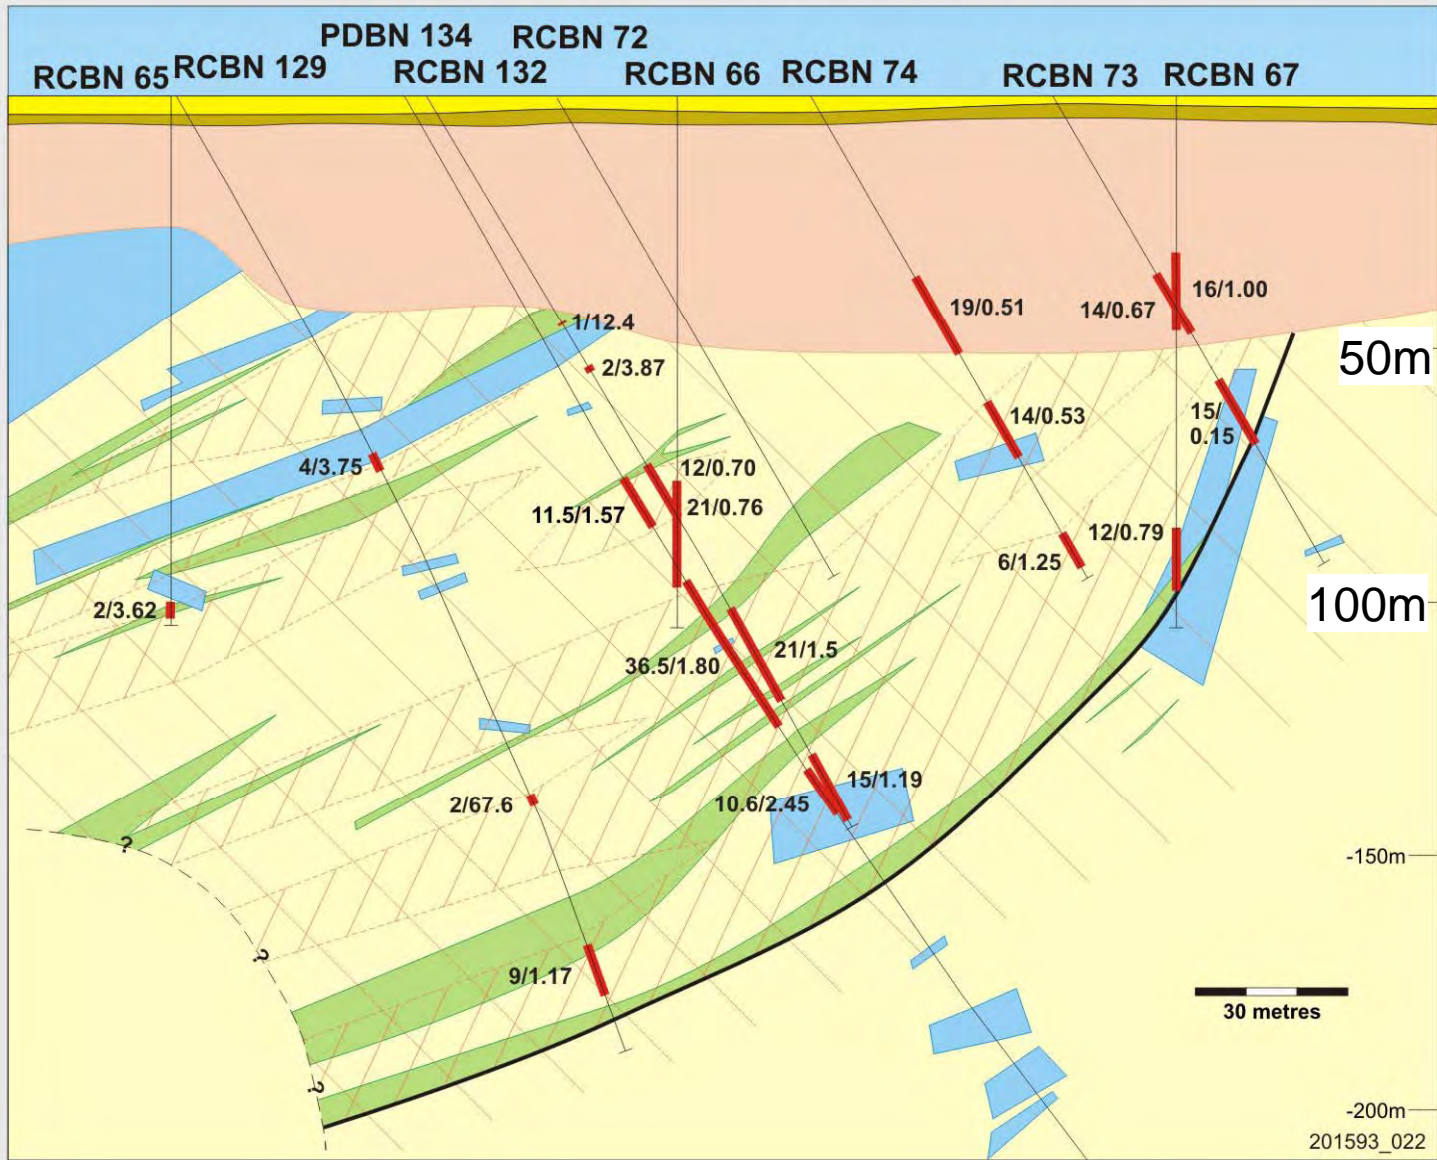 PDBN 134
RCBN 72
RCBN 65
RCBN 129
RCBN 132
RCBN 66
RCBN 74
RCBN 73
RCBN 67
16/1.00
19/0.51
14/0.67
1/12.4
50m
2/3.87
14/0.53
15/
0.15
4/3.75
12/0.70
21/0.76
11.5/1.57
12/0.79
6/1.25
100m
2/3.62
21/1.5
36.5/1.80
15/1.19
10.6/2.45
2/67.6
?
-150m
?
9/1.17
30 metres
?
-200m
201593_022